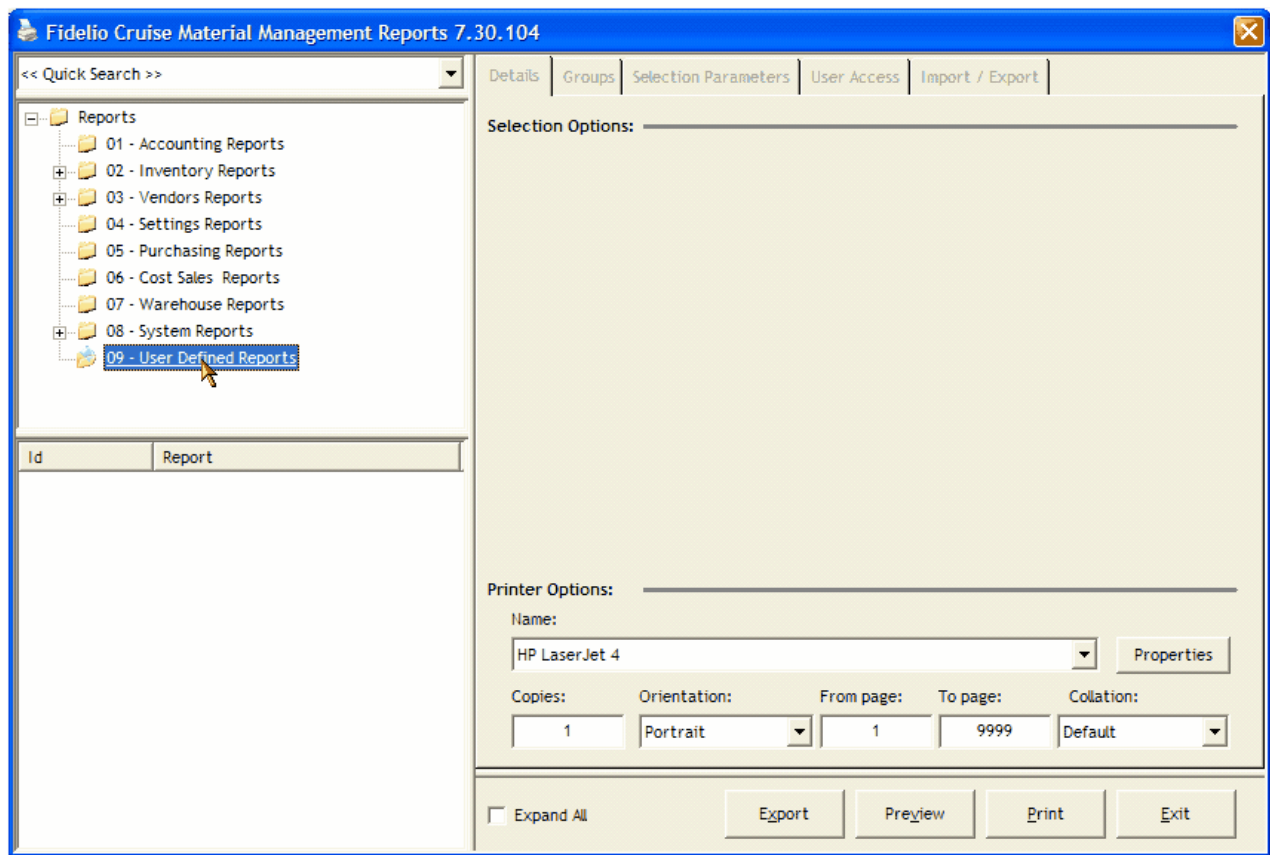 Fidelio Cruise Material Management Reports 7.30.104
<< Quick Search >>
Reports
01 - Accounting Reports
02 - Inventory Reports
03 - Vendors Reports
04 - Settings Reports
05 - Purchasing Reports
06 - Cost Sales  Reports
07 - Warehouse Reports
08 - System Reports
09 - User Defined Reports
Id Report
Details Groups Selection Parameters User Access Import / Export
Selection Options:
Printer Options:
Name:
HP LaserJet 4 Properties
Copies: Orientation: From page: To page: Collation:
1 Portrait 1 9999 Default
Expand All Export Preview Print Exit